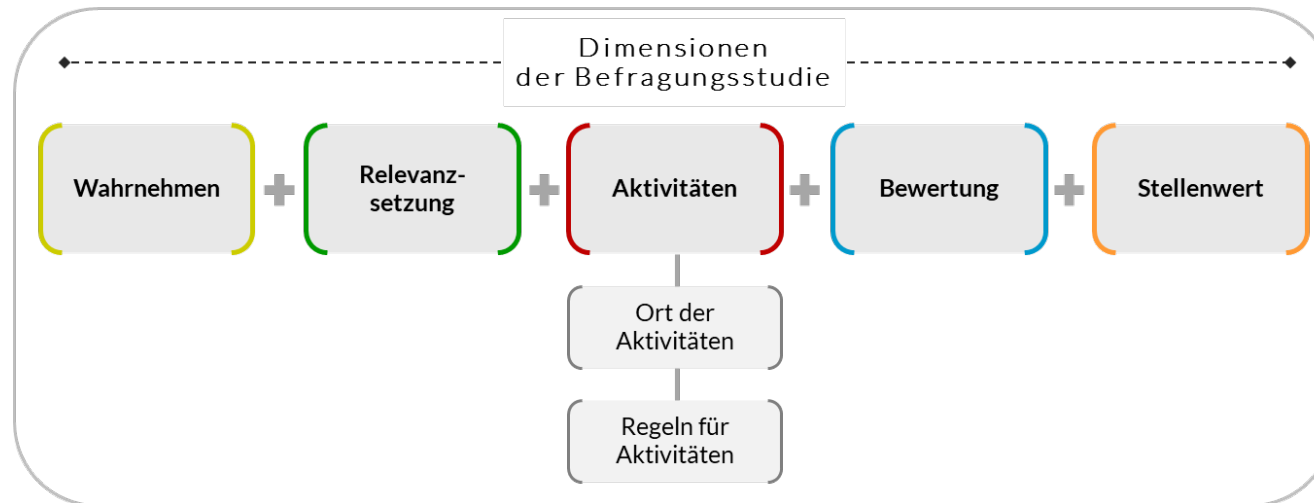 Dimensionen
der Befragungsstudie
Wahrnehmen
Relevanz-
setzung
Aktivitäten
Bewertung
Stellenwert
Ort der
Aktivitäten
Regeln für
Aktivitäten